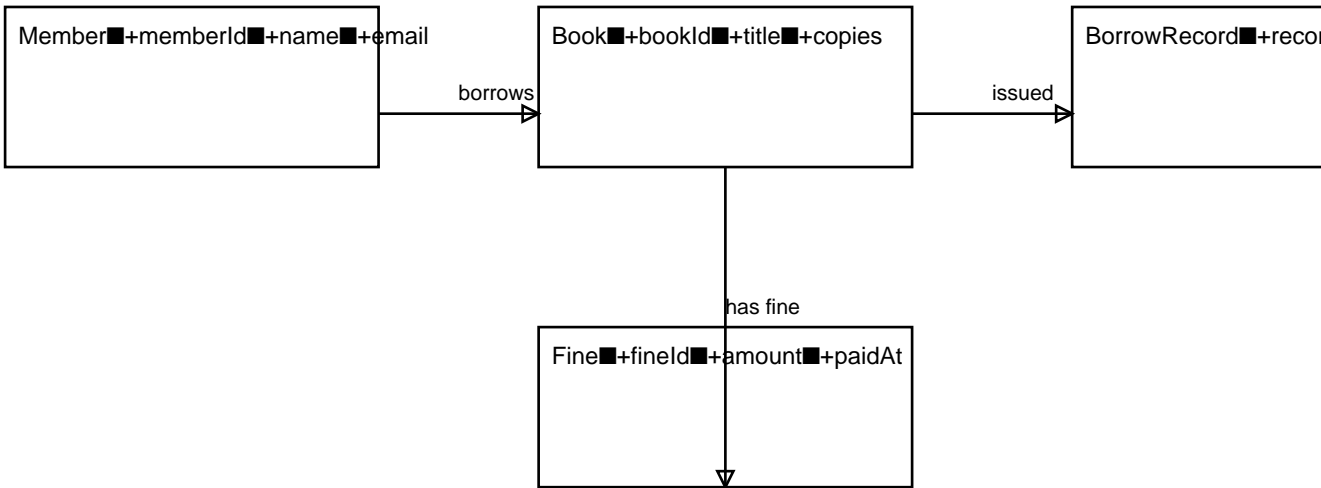 Member■+memberId■+name■+email
Book■+bookId■+title■+copies
BorrowRecord■+recor
borrows
issued
has fine
Fine■+fineId■+amount■+paidAt